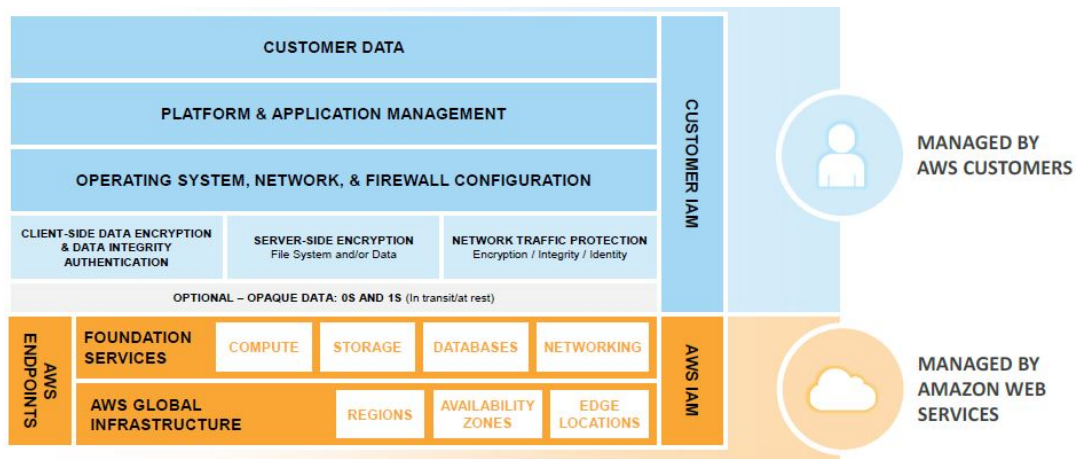 CUSTOMER DATA
PLATFORM & APPLICATION MANAGEMENT
OPERATING SYSTEM, NETWORK, & FIREWALL CONFIGURATION
CLIENT-SIDE DATA ENCRYPTION
& DATA INTEGRITY
AUTHENTICATION
SERVER-SIDE ENCRYPTION
File System and/or Data
NETWORK TRAFFIC PROTECTION
Encryption / Integrity / Identity
OPTIONAL – OPAQUE DATA: 0S AND 1S (In transit/at rest)
CUSTOMER IAM
MANAGED BY
AWS CUSTOMERS
AWS
ENDPOINTS
FOUNDATION
SERVICES
COMPUTE
STORAGE
DATABASES
NETWORKING
AWS GLOBAL
INFRASTRUCTURE
REGIONS
AVAILABILITY
ZONES
EDGE
LOCATIONS
AWS IAM
MANAGED BY
AMAZON WEB
SERVICES